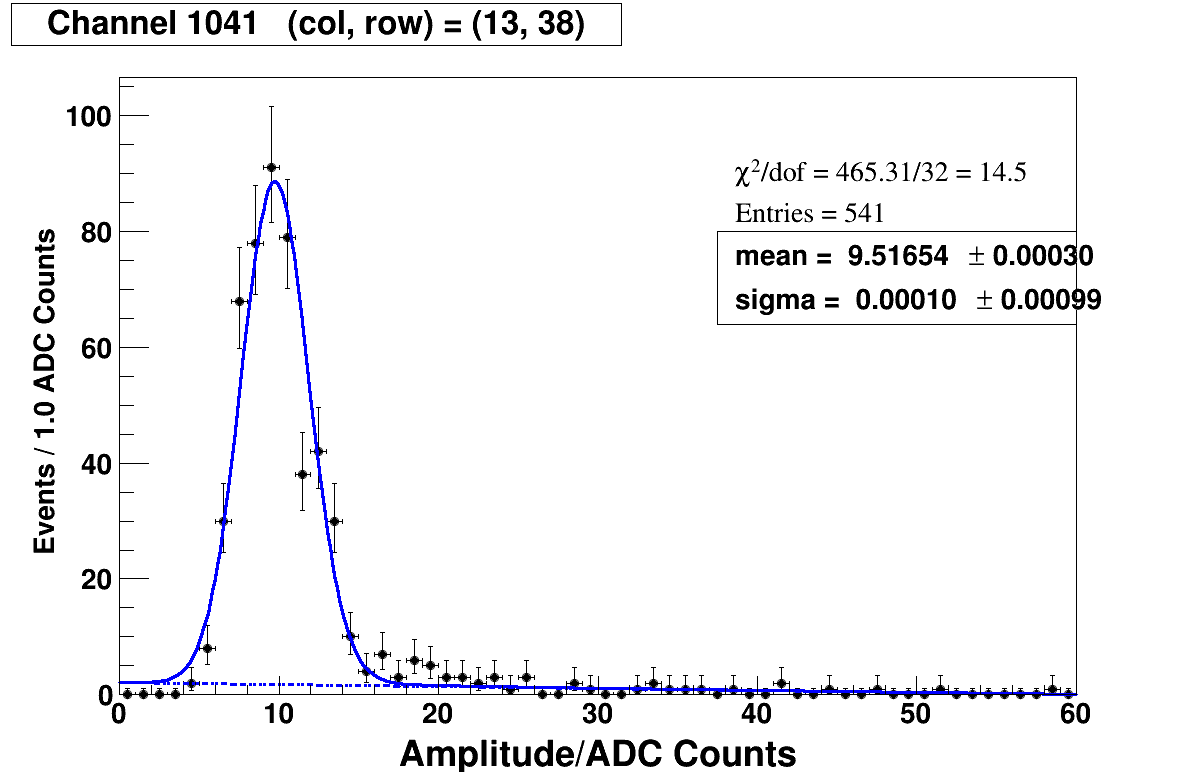 Channel 1041 (col, row) = (13, 38)
100
80
60
40
20
0
Events / 1.0 ADC Counts
χ²/dof = 465.31/32 = 14.5
Entries = 541
mean = 9.51654 ± 0.00030
sigma = 0.00010 ± 0.00099
0 10 20 30 40 50 60
Amplitude/ADC Counts